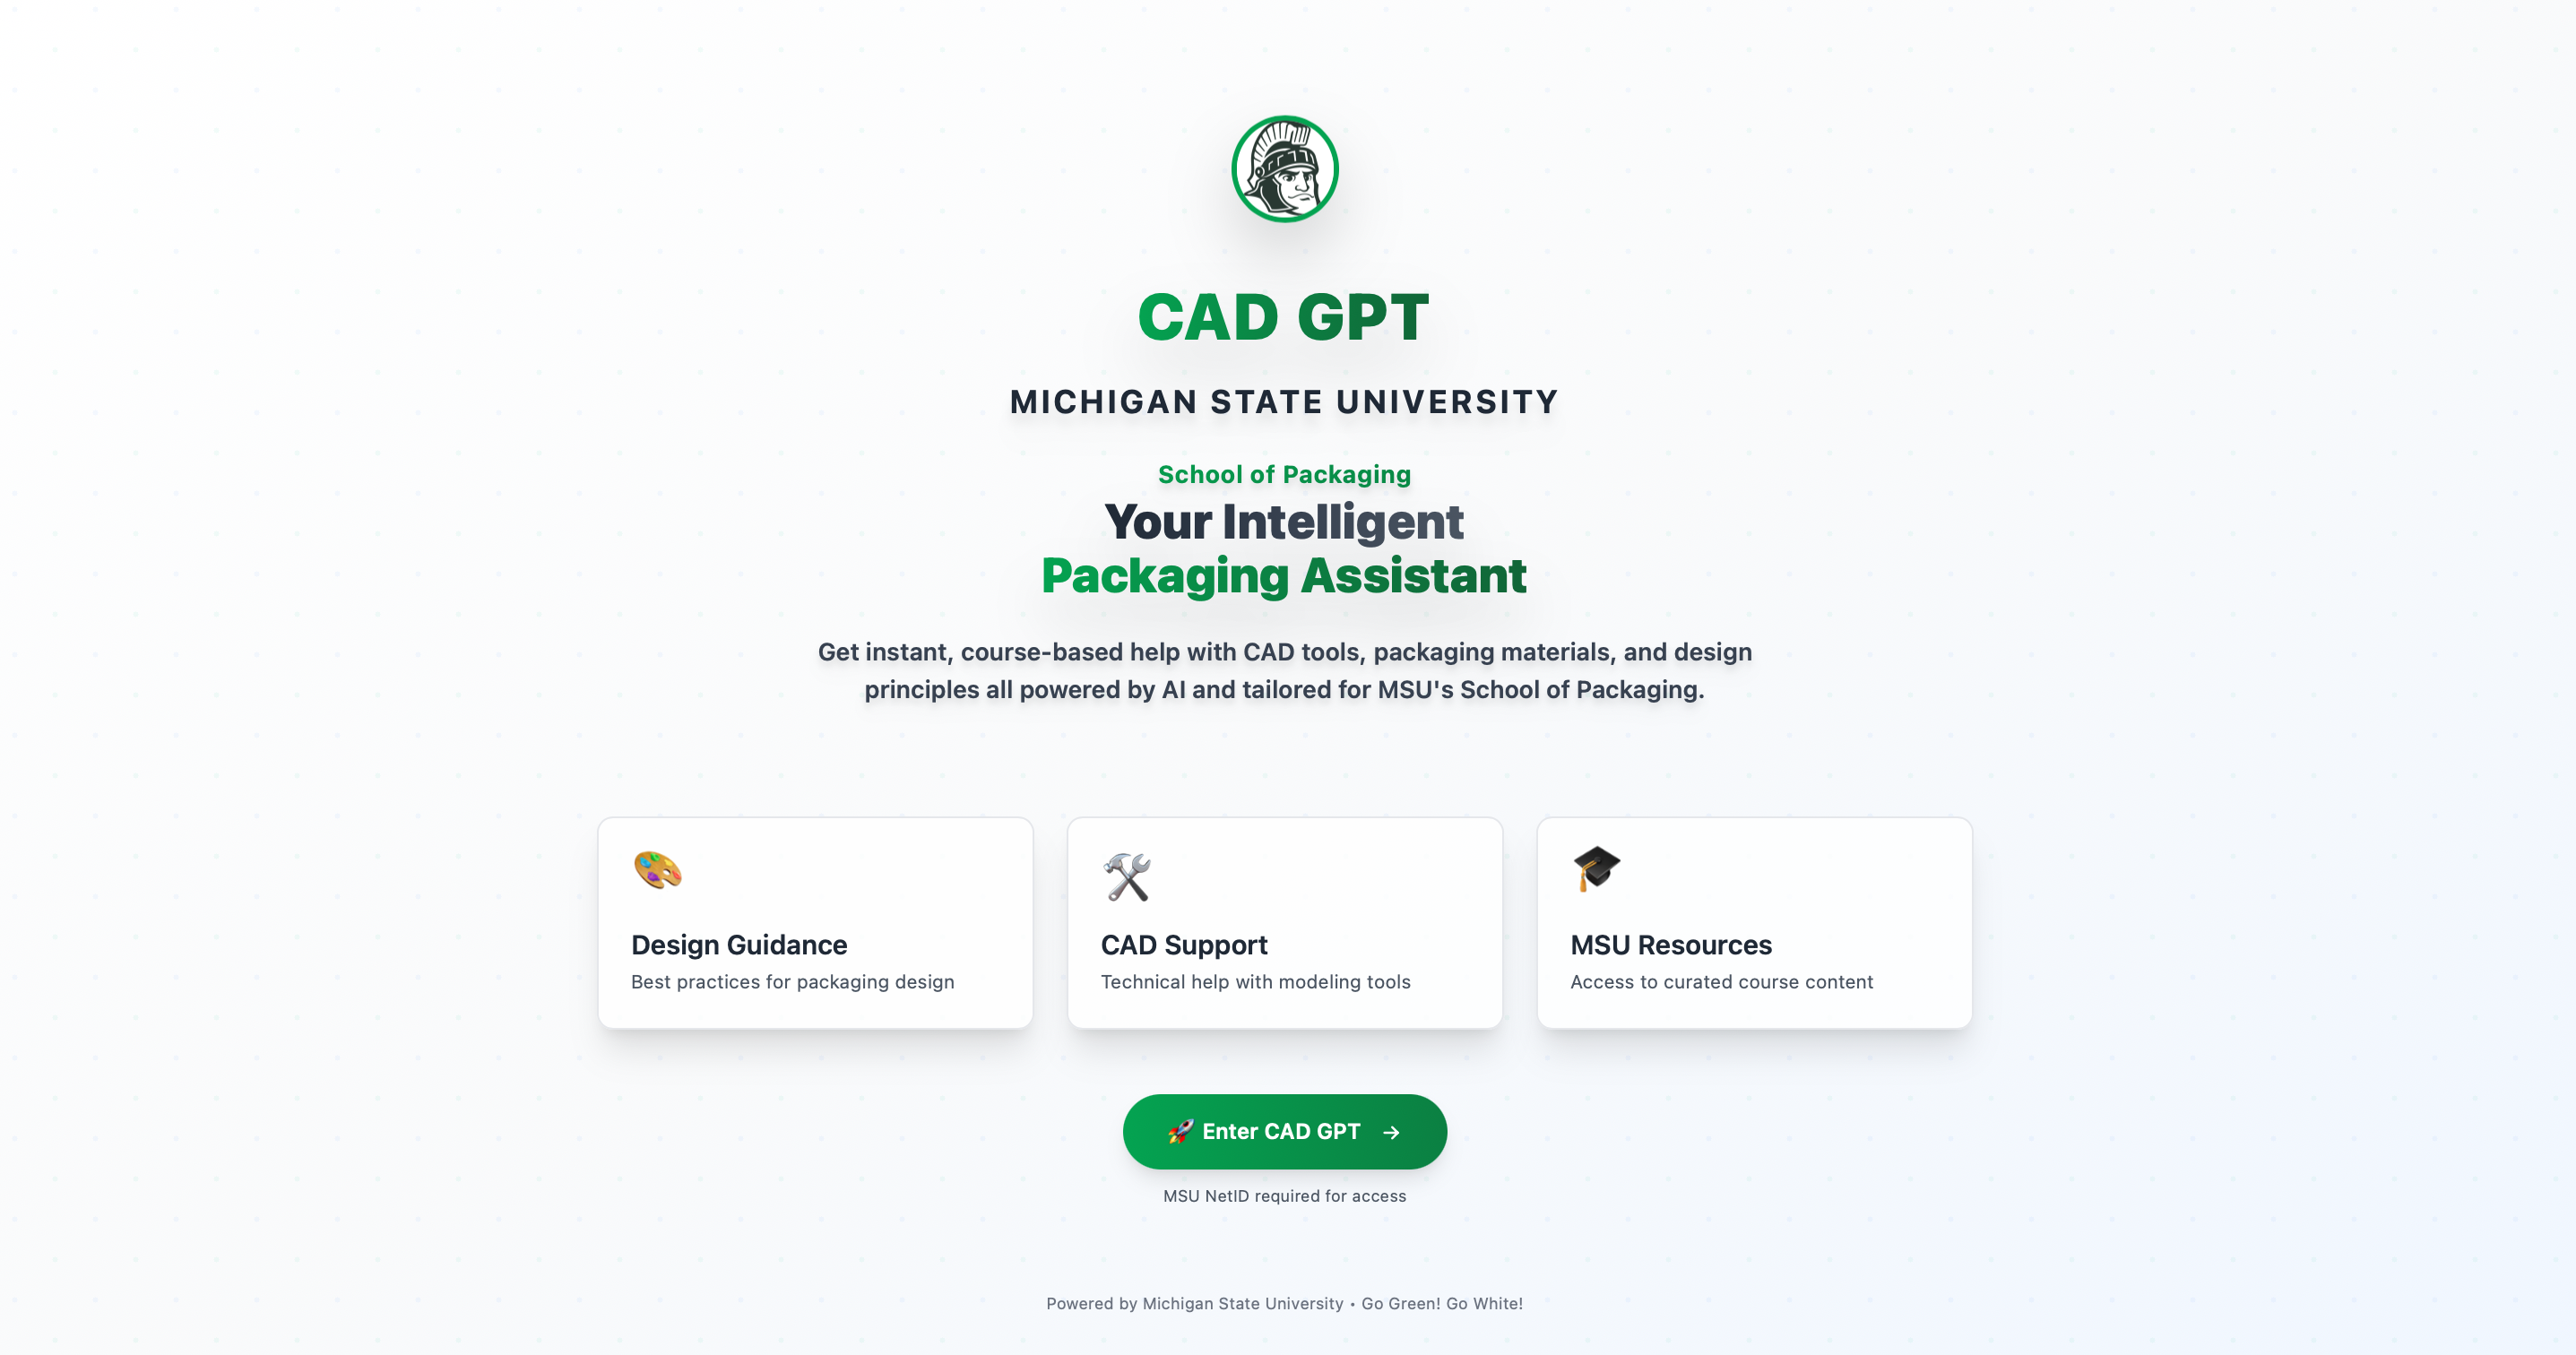 CAD GPT
MICHIGAN STATE UNIVERSITY
School of Packaging
Your Intelligent
Packaging Assistant
Get instant, course-based help with CAD tools, packaging materials, and design
principles all powered by AI and tailored for MSU's School of Packaging.
Design Guidance
Best practices for packaging design
CAD Support
Technical help with modeling tools
MSU Resources
Access to curated course content
🚀 Enter CAD GPT →
MSU NetID required for access
Powered by Michigan State University • Go Green! Go White!